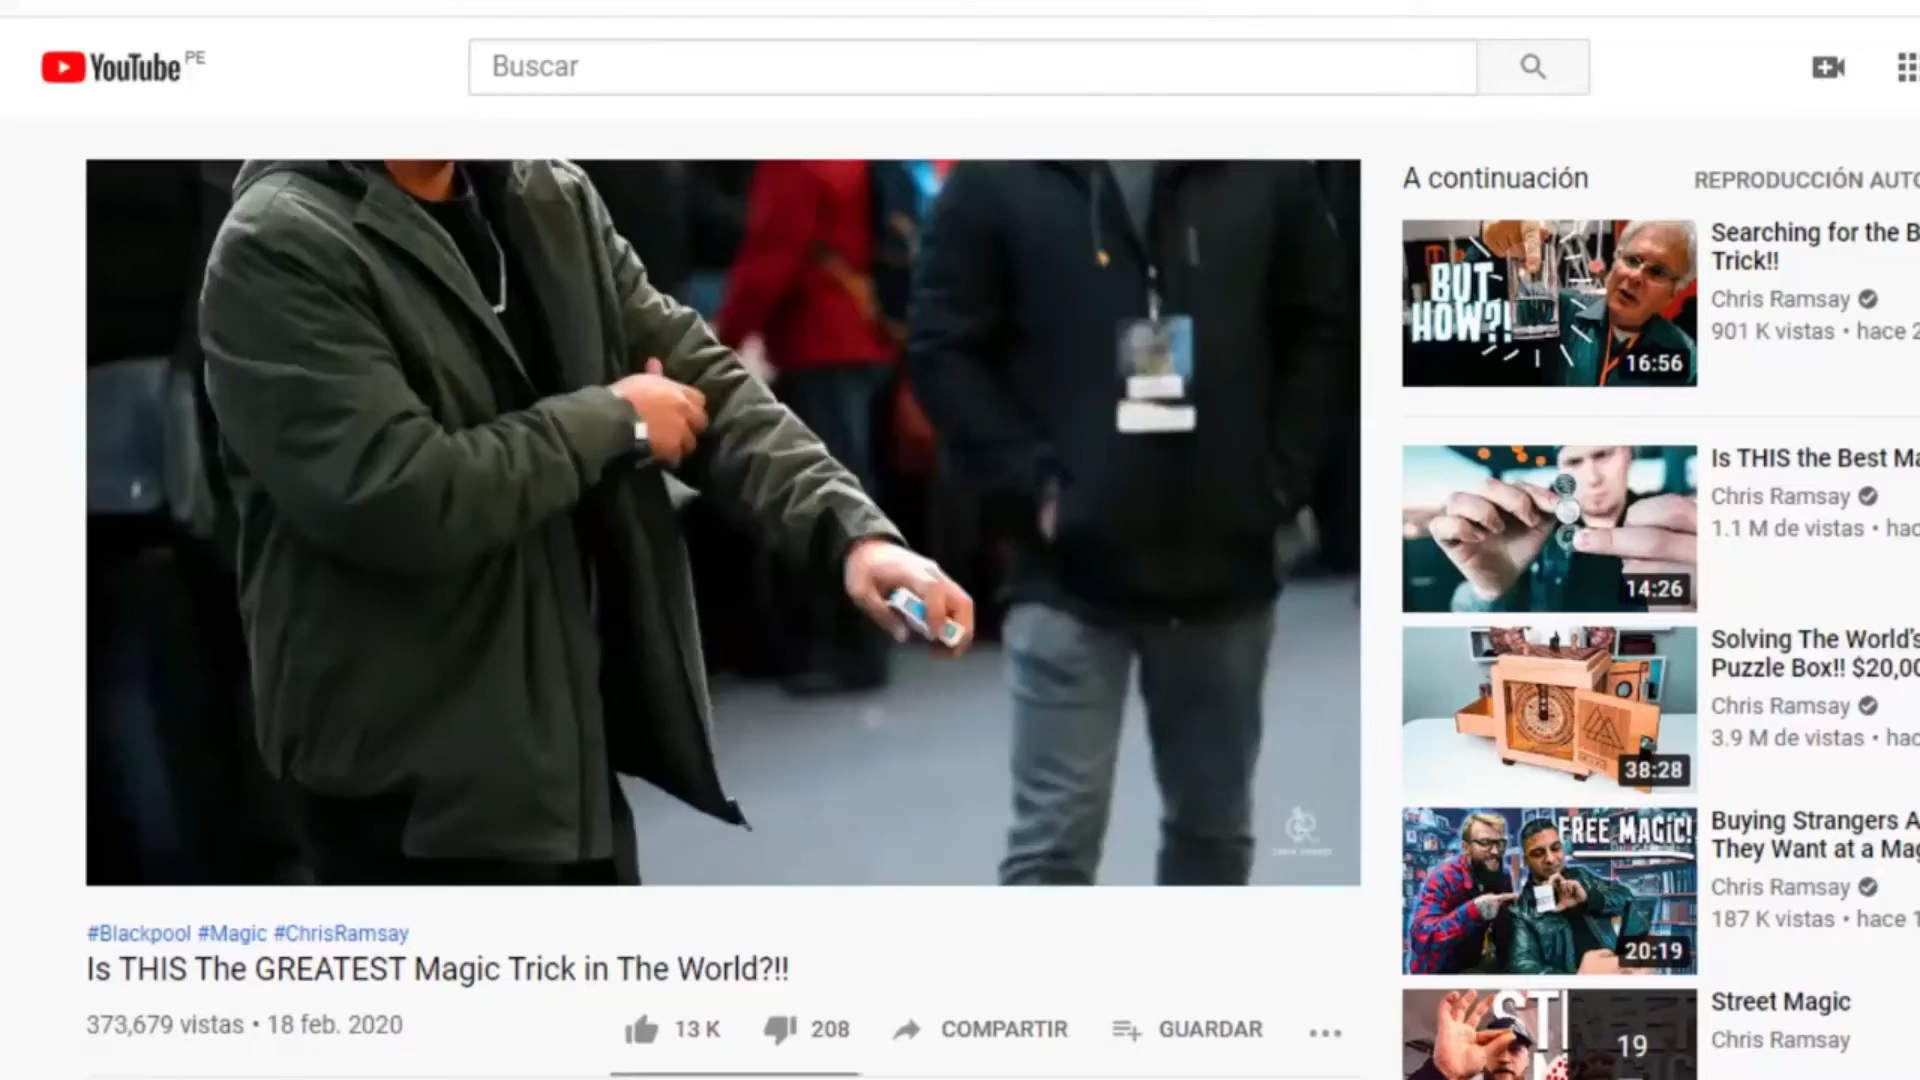 YouTube PE
Buscar
A continuación
REPRODUCCIÓN AUTO
BUT
HOW?!
16:56
Searching for the B
Trick!!
Chris Ramsay
901 K vistas • hace 2
14:26
Is THIS the Best Ma
Chris Ramsay
1.1 M de vistas • hac
38:28
Solving The World's
Puzzle Box!! $20,00
Chris Ramsay
3.9 M de vistas • hac
FREE MAGIC!
20:19
Buying Strangers A
They Want at a Mag
Chris Ramsay
187 K vistas • hace 1
ST
19
Street Magic
Chris Ramsay
#Blackpool #Magic #ChrisRamsay
Is THIS The GREATEST Magic Trick in The World?!!
373,679 vistas • 18 feb. 2020
13 K
208
COMPARTIR
GUARDAR